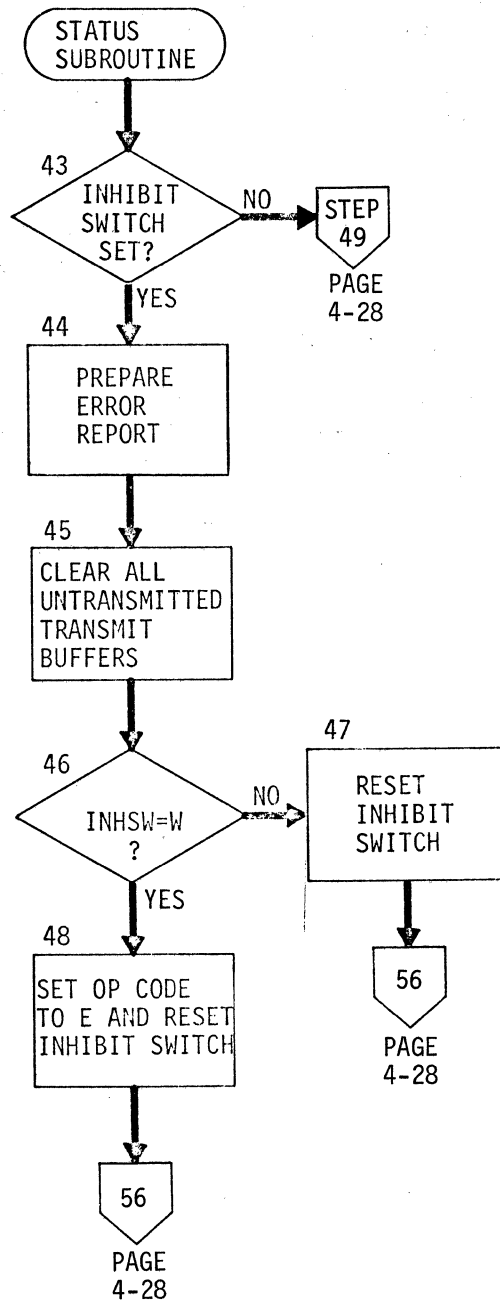 STATUS
SUBROUTINE
43
INHIBIT
SWITCH
SET?
NO
STEP
49
PAGE
4-28
YES
44
PREPARE
ERROR
REPORT
45
CLEAR ALL
UNTRANSMITTED
TRANSMIT
BUFFERS
46
INHSW=W
?
NO
47
RESET
INHIBIT
SWITCH
56
PAGE
4-28
YES
48
SET OP CODE
TO E AND RESET
INHIBIT SWITCH
56
PAGE
4-28